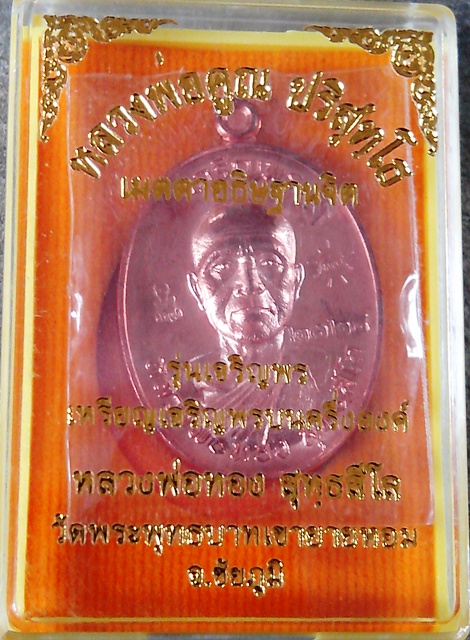 หลวงพ่อคูณ ปริสุทฺโธ
เมตตาอธิษฐานจิต
รุ่นเจริญพร
เหรียญเจริญพรบนครึ่งองค์
หลวงพ่อทอง สุทฺธสีโล
วัดพระพุทธบาทเขายายหอม
จ.ชัยภูมิ